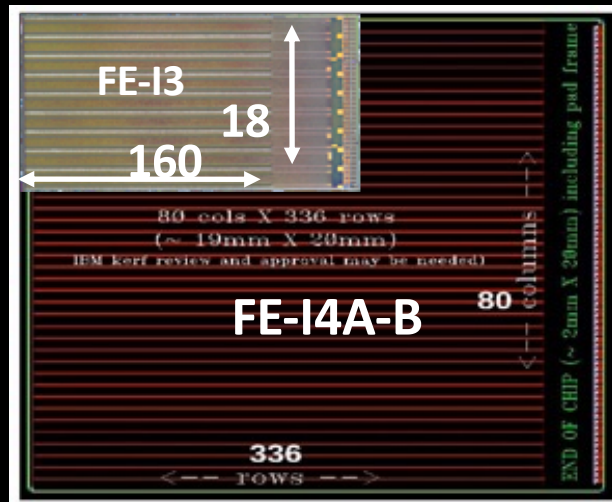 FE-I3
18
160
80 cols X 336 rows
(~ 19mm X 20mm)
IBM kerf review and approval may be needed)
FE-I4A-B
80
<-- columns -->
END OF CHIP (~ 2mm X 20mm) including pad frame
336
<-- rows -->